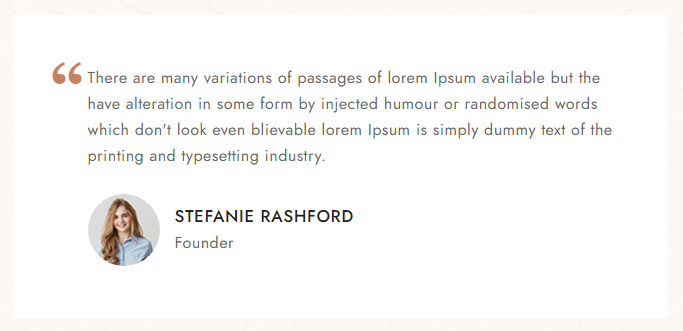 “ There are many variations of passages of lorem Ipsum available but the
have alteration in some form by injected humour or randomised words
which don't look even blievable lorem Ipsum is simply dummy text of the
printing and typesetting industry.
STEFANIE RASHFORD
Founder